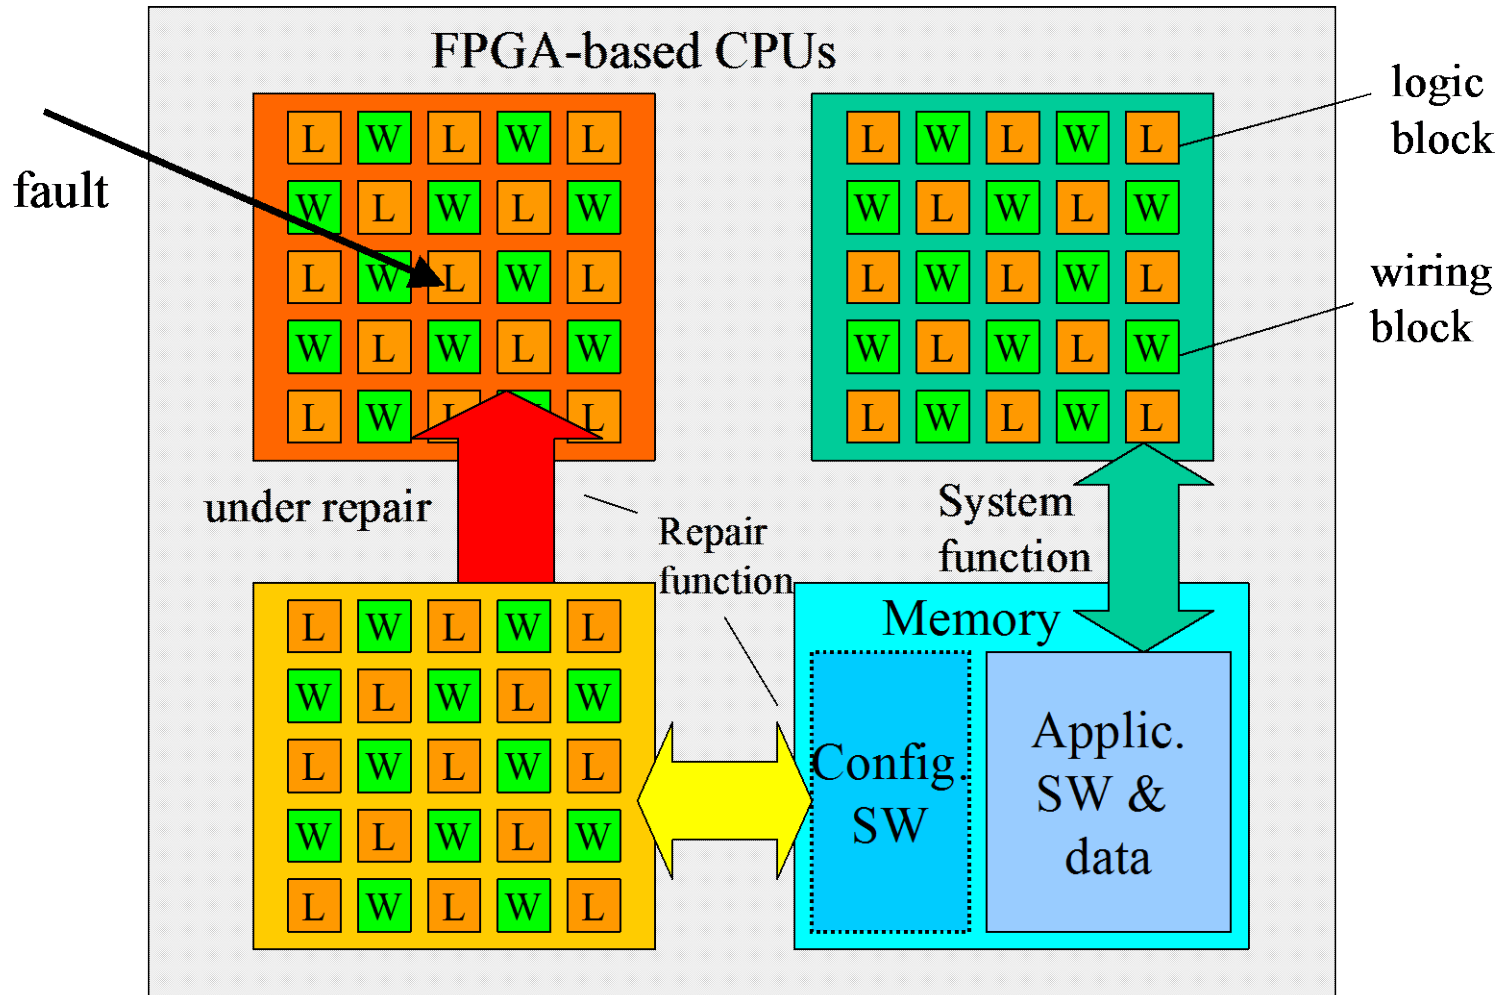 FPGA-based CPUs
logic
block
fault
L W L W L
W L W L W
L W L W L
W L W L W
L W L L
L W L W L
W L W L W
L W L W L
W L W L W
L W L W L
wiring
block
under repair
Repair
function
System
function
L W L W L
W L W L W
L W L W L
W L W L W
L W L W L
Memory
Config.
SW
Applic.
SW &
data